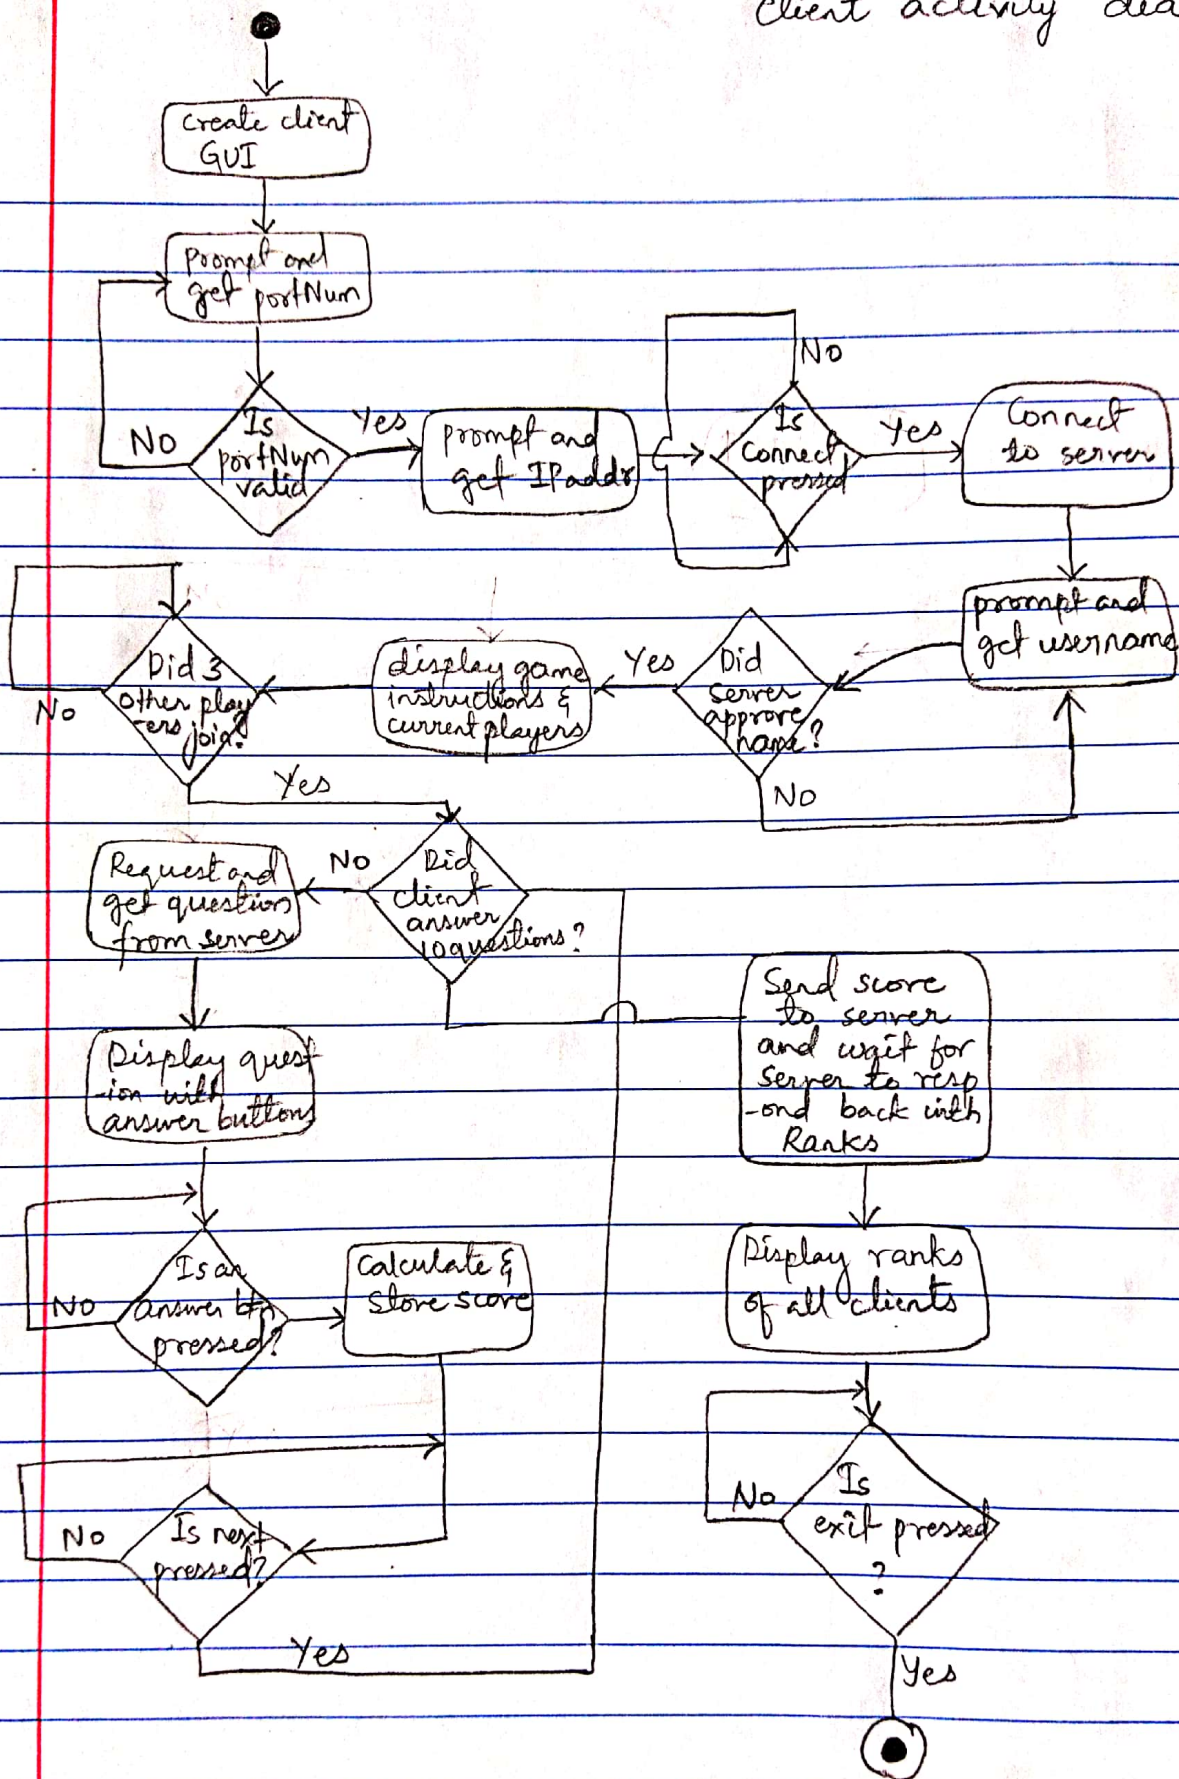 Client activity dia
Create client
GUI
Prompt and
get portNum
Is
portNum
valid
No
Yes
prompt and
get IPaddr
No
Is
Connect
pressed
Yes
Connect
to server
prompt and
get username
Did
server
approve
name?
No
Yes
display game
instructions &
current players
Did 3
other play
-ers join?
No
Yes
Did
client
answer
10 questions?
No
Request and
get question
from server
Display quest
-ion with
answer buttons
Is an
answer btn
pressed?
No
Calculate &
Store score
Is next
pressed?
No
Yes
Send score
to server
and wait for
Server to resp
-ond back with
Ranks
Display ranks
of all clients
Is
exit pressed
?
No
Yes